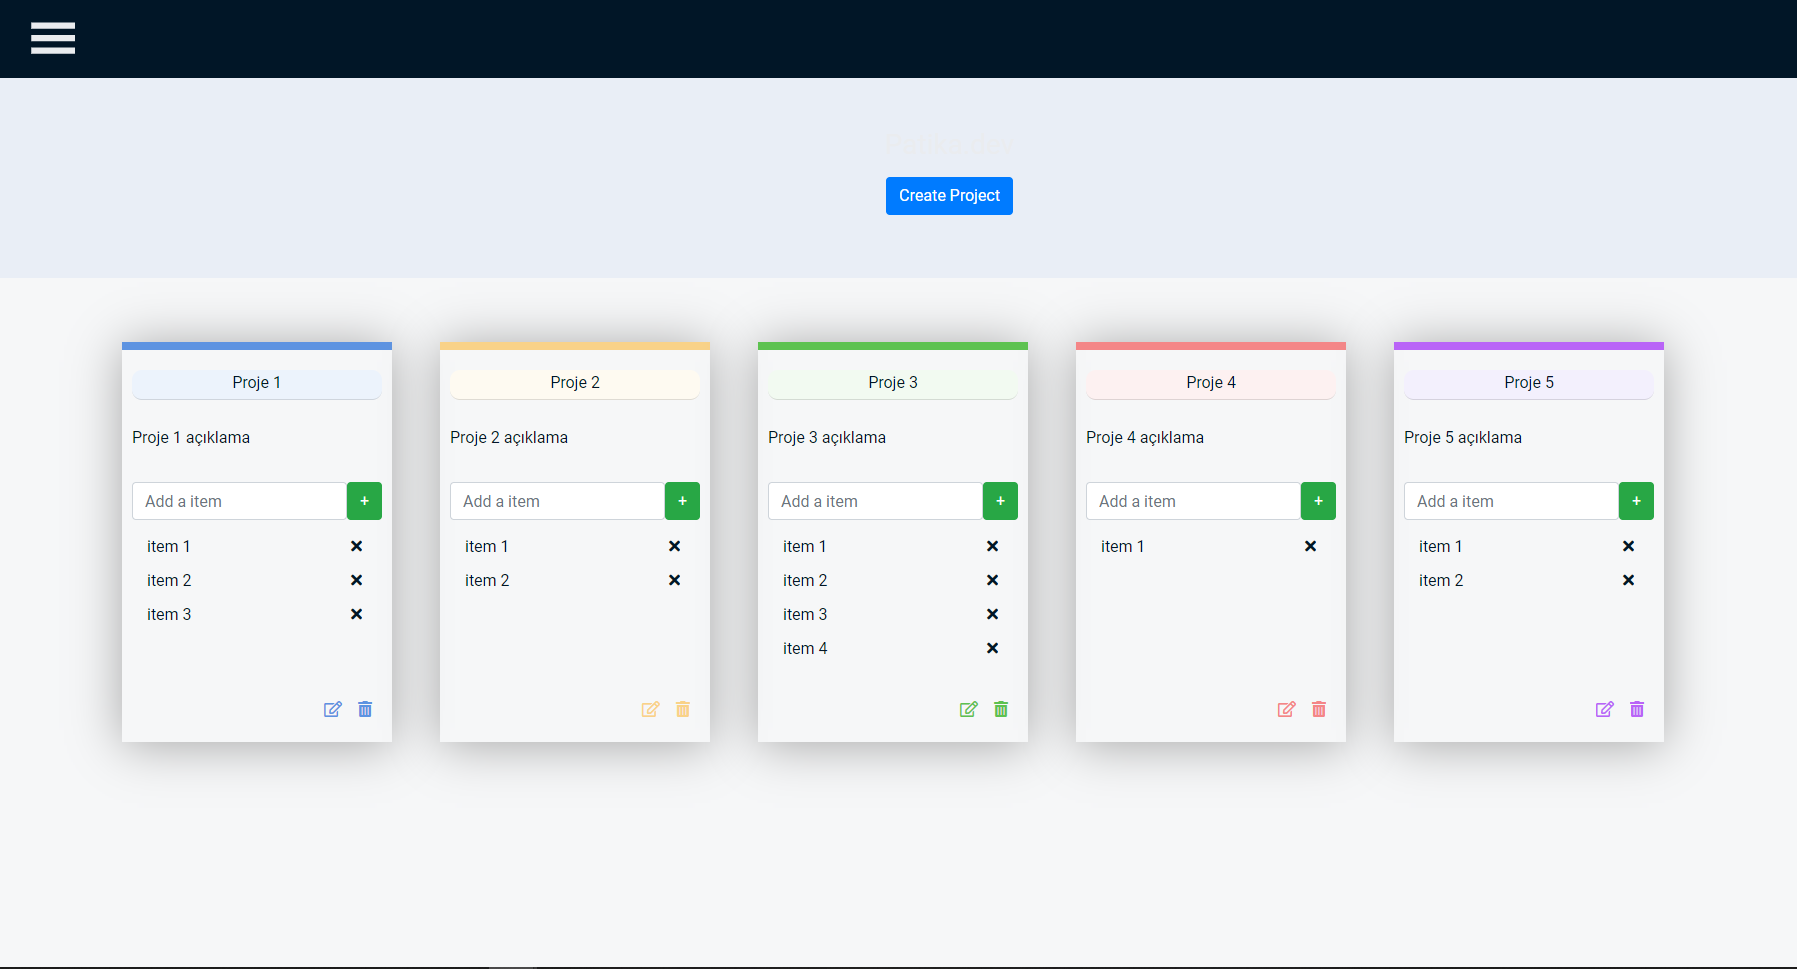 Create Project
Proje 1
Proje 1 açıklama
Add a item
+
item 1
item 2
item 3
Proje 2
Proje 2 açıklama
Add a item
+
item 1
item 2
Proje 3
Proje 3 açıklama
Add a item
+
item 1
item 2
item 3
item 4
Proje 4
Proje 4 açıklama
Add a item
+
item 1
Proje 5
Proje 5 açıklama
Add a item
+
item 1
item 2